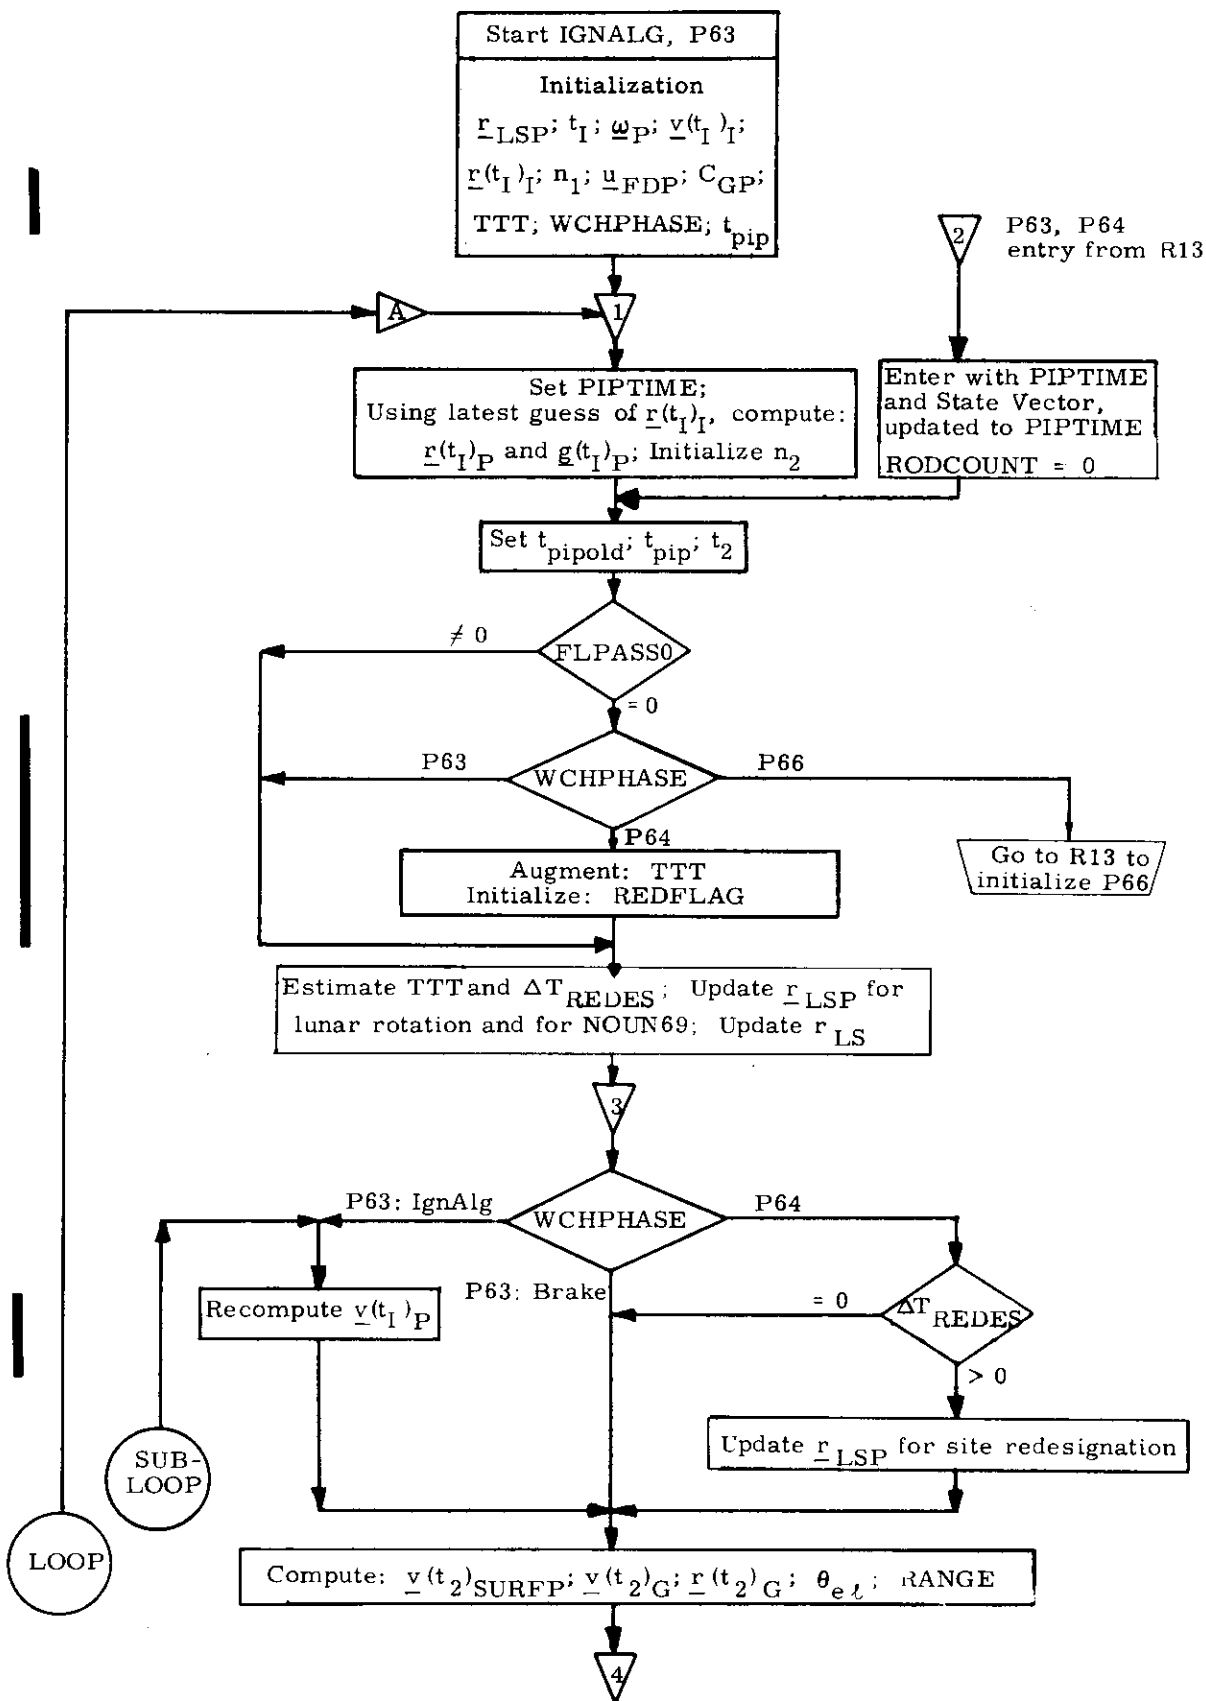 Start IGNALG, P63
Initialization
r_LSP; t_I; ω_P; v(t_I)_I;
r(t_I)_I; n_1; u_FDP; C_GP;
TTT; WCHPHASE; t_pip
2
P63, P64
entry from R13
A
1
Set PIPTIME;
Using latest guess of r(t_I)_I, compute:
r(t_I)_P and g(t_I)_P; Initialize n_2
Enter with PIPTIME
and State Vector,
updated to PIPTIME
RODCOUNT = 0
Set t_pipold; t_pip; t_2
≠ 0
FLPASS0
= 0
P63
WCHPHASE
P66
P64
Augment: TTT
Initialize: REDFLAG
Go to R13 to
initialize P66
Estimate TTT and ΔT_REDES; Update r_LSP for
lunar rotation and for NOUN69; Update r_LS
3
P63: IgnAlg
WCHPHASE
P64
P63: Brake
= 0
ΔT_REDES
Recompute v(t_I)_P
> 0
Update r_LSP for site redesignation
SUB-
LOOP
LOOP
Compute: v(t_2)_SURFP; v(t_2)_G; r(t_2)_G; θ_eℓ; RANGE
4